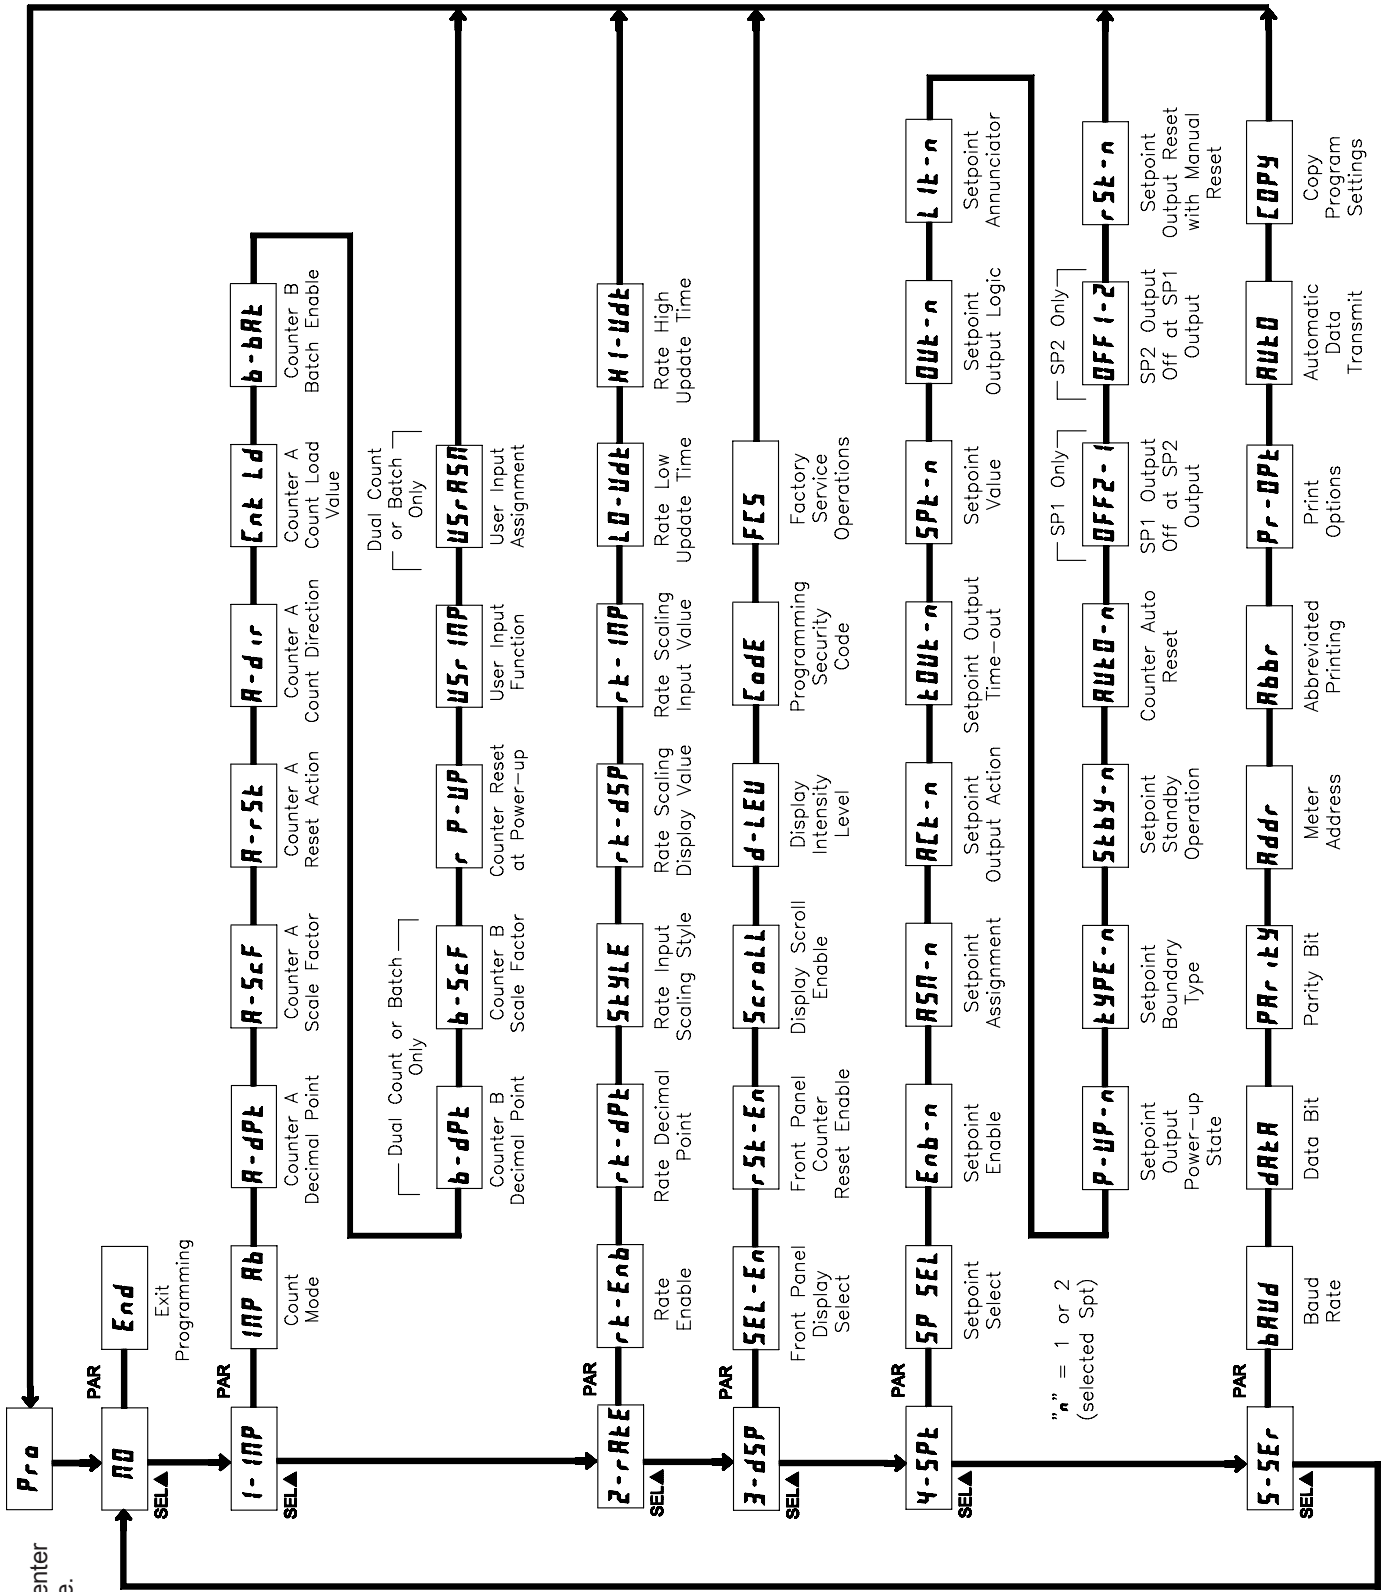 enter
e.
Pro
NO
SEL▲
PAR
End
Exit
Programming
1-INP
SEL▲
PAR
INP Ab
Count
Mode
A-dPt
Counter A
Decimal Point
A-ScF
Counter A
Scale Factor
A-rSt
Counter A
Reset Action
A-dir
Counter A
Count Direction
Cnt Ld
Counter A
Count Load
Value
b-bAt
Counter B
Batch Enable
Dual Count or Batch
Only
b-dPt
Counter B
Decimal Point
b-ScF
Counter B
Scale Factor
r P-UP
Counter Reset
at Power-up
USrINP
User Input
Function
Dual Count
or Batch
Only
USrASN
User Input
Assignment
2-rAtE
SEL▲
PAR
rt-Enb
Rate
Enable
rt-dPt
Rate Decimal
Point
StYLE
Rate Input
Scaling Style
rt-dSP
Rate Scaling
Display Value
rt-INP
Rate Scaling
Input Value
LO-Udt
Rate Low
Update Time
HI-Udt
Rate High
Update Time
3-dSP
SEL▲
PAR
SEL-En
Front Panel
Display
Select
rSt-En
Front Panel
Counter
Reset Enable
ScroLL
Display Scroll
Enable
d-LEU
Display
Intensity
Level
CodE
Programming
Security
Code
FCS
Factory
Service
Operations
4-SPt
SEL▲
PAR
SP SEL
Setpoint
Select
Enb-n
Setpoint
Enable
ASN-n
Setpoint
Assignment
ACt-n
Setpoint
Output Action
tOUt-n
Setpoint Output
Time-out
SPt-n
Setpoint
Value
OUt-n
Setpoint
Output Logic
LIt-n
Setpoint
Annunciator
"n" = 1 or 2
(selected Spt)
P-UP-n
Setpoint
Output
Power-up
State
tYPE-n
Setpoint
Boundary
Type
Stby-n
Setpoint
Standby
Operation
AUtO-n
Counter Auto
Reset
SP1 Only
OFF2-1
SP1 Output
Off at SP2
Output
SP2 Only
OFF1-2
SP2 Output
Off at SP1
Output
rSt-n
Setpoint
Output Reset
with Manual
Reset
5-SEr
SEL▲
PAR
bAUd
Baud
Rate
dAtA
Data Bit
PAritY
Parity Bit
Addr
Meter
Address
Abbr
Abbreviated
Printing
Pr-OPt
Print
Options
AUtO
Automatic
Data
Transmit
COPY
Copy
Program
Settings